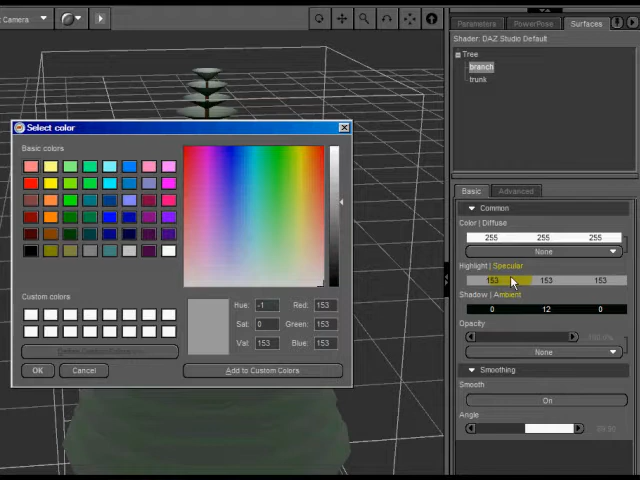 Camera
Parameters PowerPose Surfaces
Shader: DAZ Studio Default
Tree
branch
trunk
Select color
Basic colors
Custom colors
Hue: -1 Red: 153
Sat: 0 Green: 153
Val: 153 Blue: 153
OK Cancel Add to Custom Colors
Basic Advanced
Common
Color | Diffuse
255 255 255
None
Highlight | Specular
153 153 153
Shadow | Ambient
0 12 0
Opacity
100.0%
None
Smoothing
Smooth
On
Angle